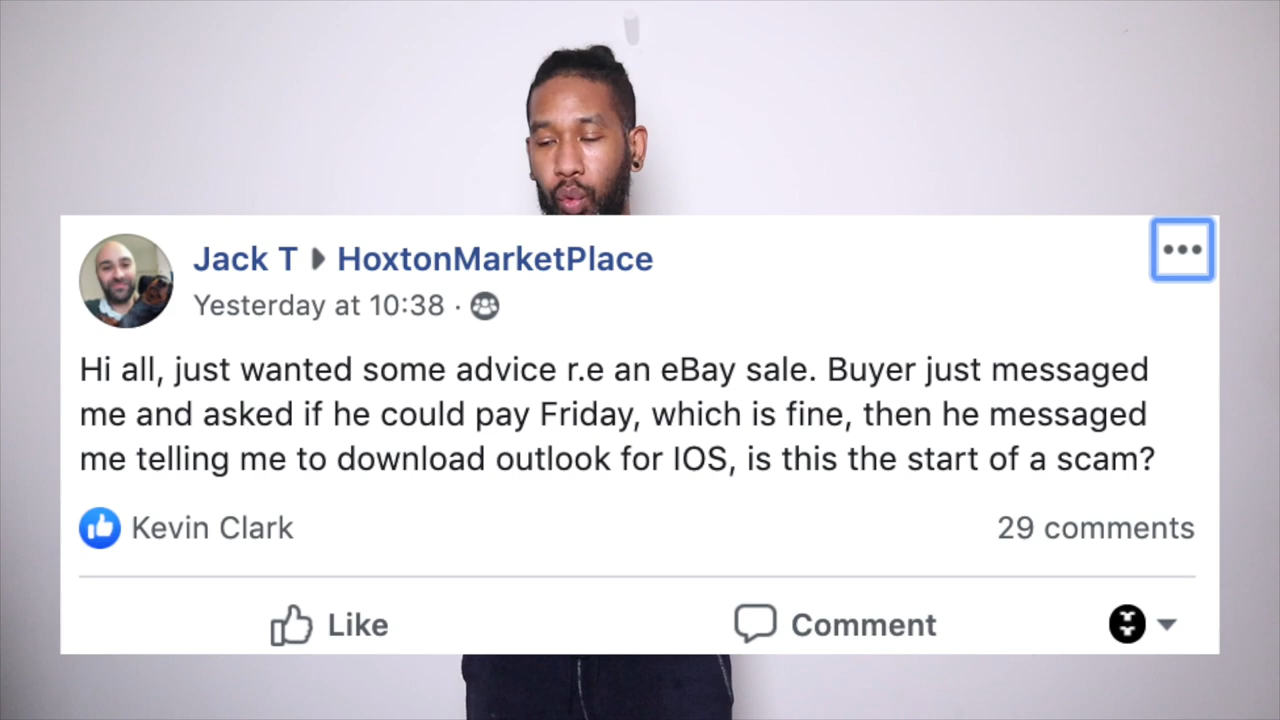 Jack T ▶ HoxtonMarketPlace
Yesterday at 10:38 ·
Hi all, just wanted some advice r.e an eBay sale. Buyer just messaged
me and asked if he could pay Friday, which is fine, then he messaged
me telling me to download outlook for IOS, is this the start of a scam?
Kevin Clark
29 comments
Like
Comment